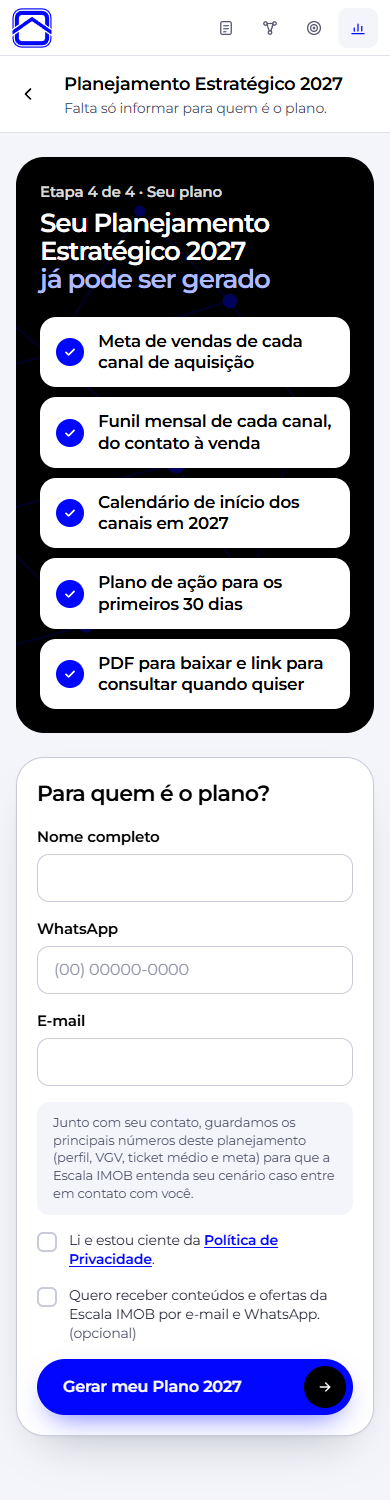 Planejamento Estratégico 2027
Falta só informar para quem é o plano.
Etapa 4 de 4 · Seu plano
Seu Planejamento
Estratégico 2027
já pode ser gerado
Meta de vendas de cada
canal de aquisição
Funil mensal de cada canal,
do contato à venda
Calendário de início dos
canais em 2027
Plano de ação para os
primeiros 30 dias
PDF para baixar e link para
consultar quando quiser
Para quem é o plano?
Nome completo
WhatsApp
(00) 00000-0000
E-mail
Junto com seu contato, guardamos os
principais números deste planejamento
(perfil, VGV, ticket médio e meta) para que a
Escala IMOB entenda seu cenário caso entre
em contato com você.
Li e estou ciente da Política de
Privacidade.
Quero receber conteúdos e ofertas da
Escala IMOB por e-mail e WhatsApp.
(opcional)
Gerar meu Plano 2027